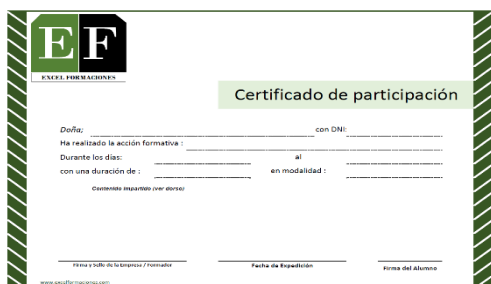 EF
EXCEL FORMACIONES
Certificado de participación
Doña; con DNI:
Ha realizado la acción formativa :
Durante los días: al
con una duración de : en modalidad :
Contenido Impartido (ver dorso)
Firma y Sello de la Empresa / Formador Fecha de Expedición Firma del Alumno
www.excelformaciones.com